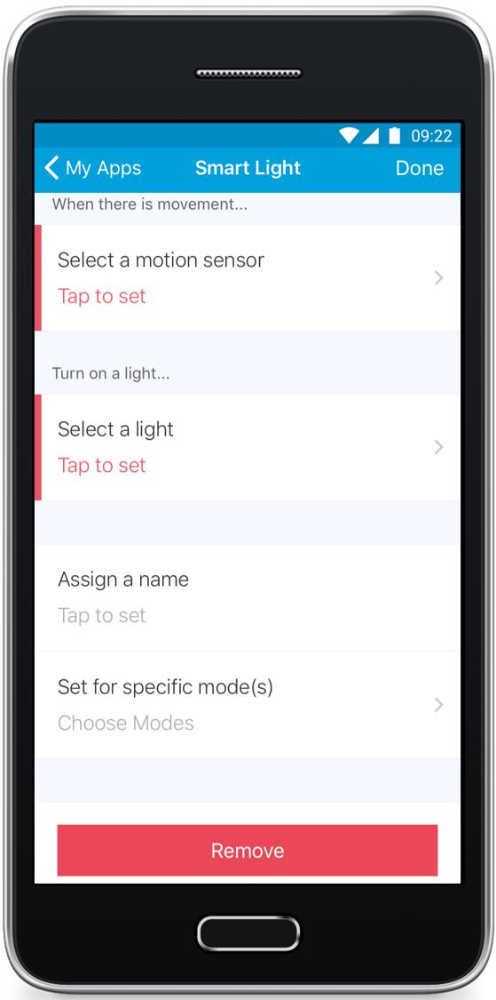 09:22
My Apps Smart Light Done
When there is movement...
Select a motion sensor
Tap to set
Turn on a light...
Select a light
Tap to set
Assign a name
Tap to set
Set for specific mode(s)
Choose Modes
Remove